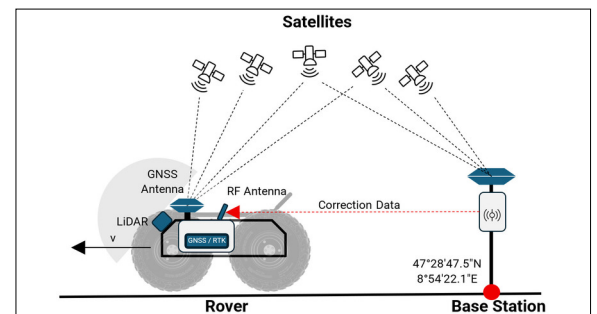 Satellites
GNSS
Antenna
RF Antenna
Correction Data
LiDAR
v
GNSS / RTK
47°28'47.5"N
8°54'22.1"E
Rover
Base Station